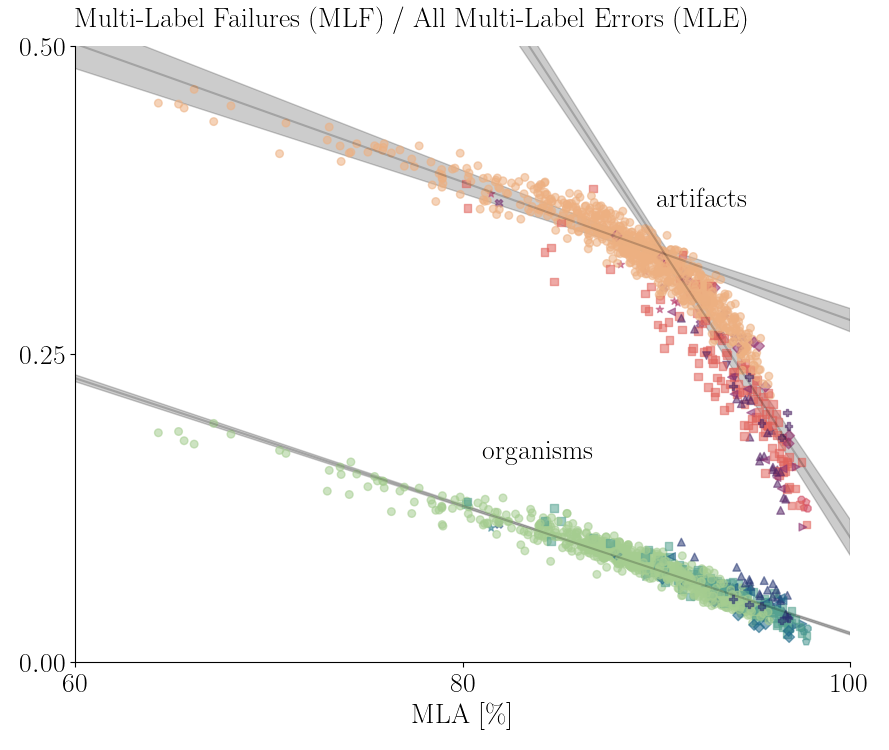 Multi-Label Failures (MLF) / All Multi-Label Errors (MLE)
0.50
artifacts
0.25
organisms
0.00
60
80
100
MLA [%]